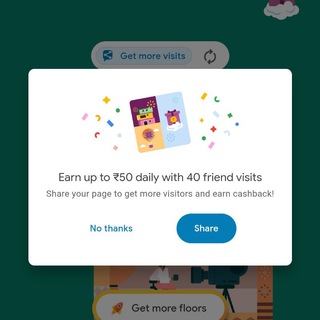 Get more visits
Earn up to ₹50 daily with 40 friend visits
Share your page to get more visitors and earn cashback!
No thanks
Share
Get more floors